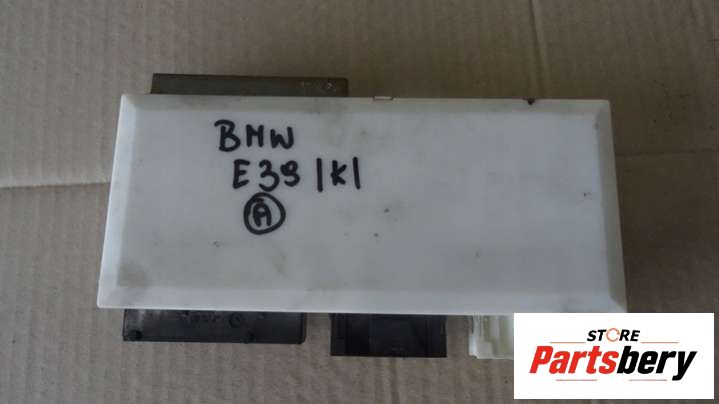 BMW
E39 |K|
A
STORE
Partsbery